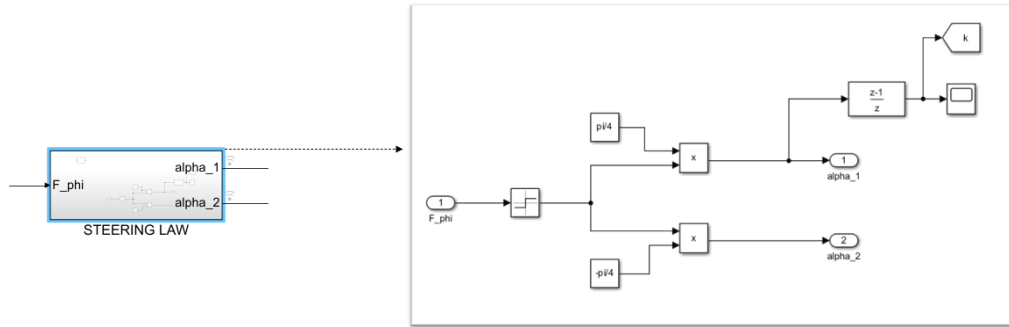 alpha_1
F_phi
alpha_2
STEERING LAW
k
z-1
z
pi/4
x
1
alpha_1
1
F_phi
x
2
alpha_2
-pi/4